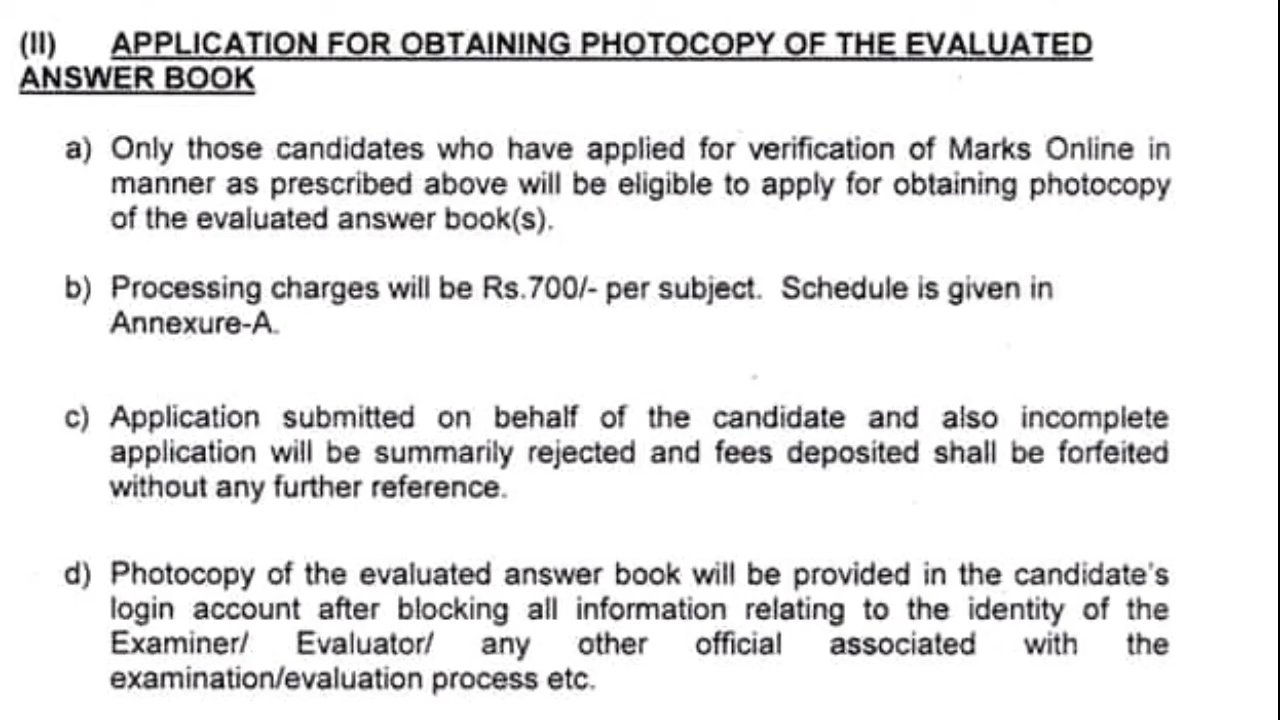 (II) APPLICATION FOR OBTAINING PHOTOCOPY OF THE EVALUATED
ANSWER BOOK
a) Only those candidates who have applied for verification of Marks Online in
manner as prescribed above will be eligible to apply for obtaining photocopy
of the evaluated answer book(s).
b) Processing charges will be Rs.700/- per subject. Schedule is given in
Annexure-A.
c) Application submitted on behalf of the candidate and also incomplete
application will be summarily rejected and fees deposited shall be forfeited
without any further reference.
d) Photocopy of the evaluated answer book will be provided in the candidate's
login account after blocking all information relating to the identity of the
Examiner/ Evaluator/ any other official associated with the
examination/evaluation process etc.